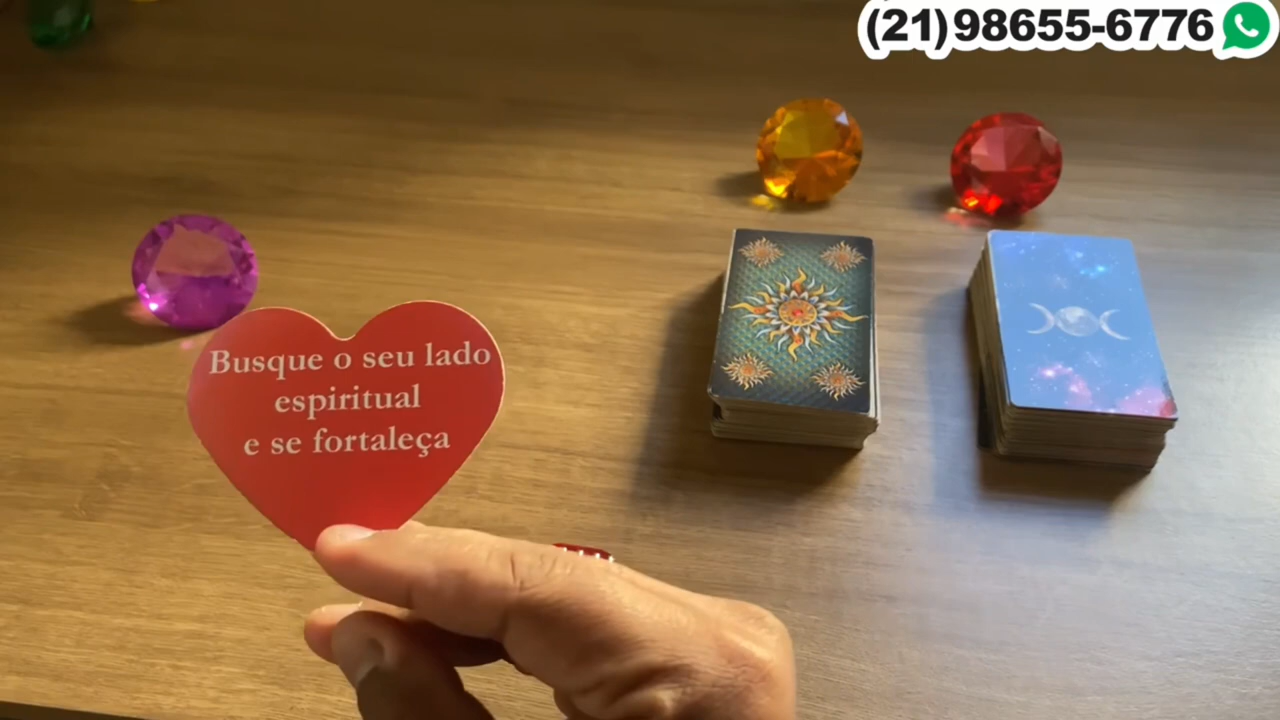 (21)98655-6776
Busque o seu lado
espiritual
e se fortaleça